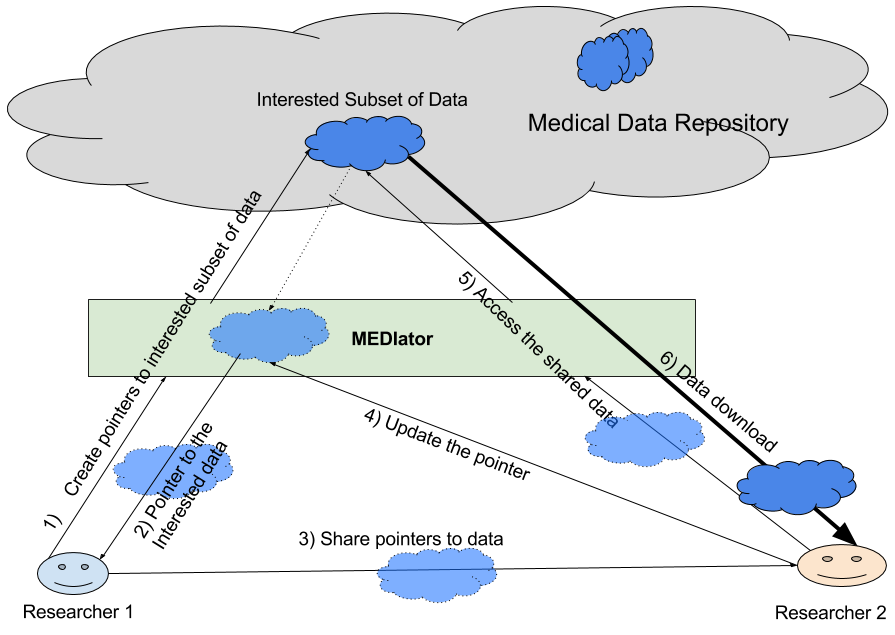 Interested Subset of Data
Medical Data Repository
1) Create pointers to interested subset of data
MEDIator
5) Access the shared data
6) Data download
2) Pointer to the
Interested data
4) Update the pointer
3) Share pointers to data
Researcher 1
Researcher 2